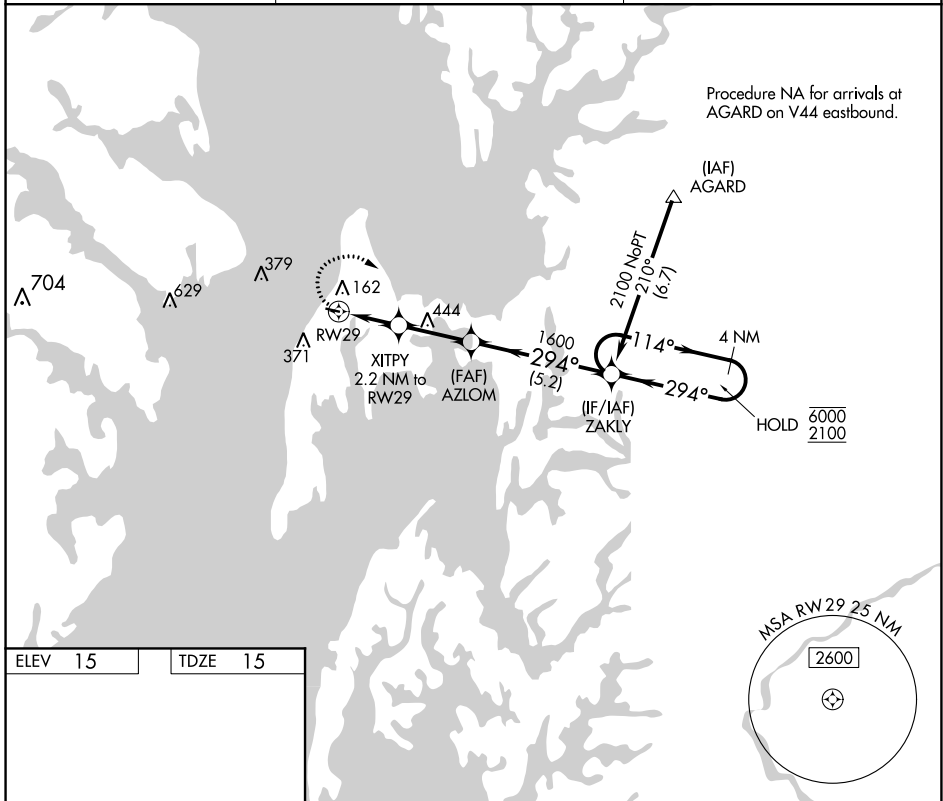 Procedure NA for arrivals at
AGARD on V44 eastbound.
(IAF)
AGARD
2100 NoPT
210°
(6.7)
704
629
379
162
371
RW29
444
XITPY
2.2 NM to
RW29
(FAF)
AZLOM
1600
294°
(5.2)
(IF/IAF)
ZAKLY
114°
4 NM
294°
HOLD
6000
2100
MSA RW29 25 NM
2600
ELEV 15
TDZE 15